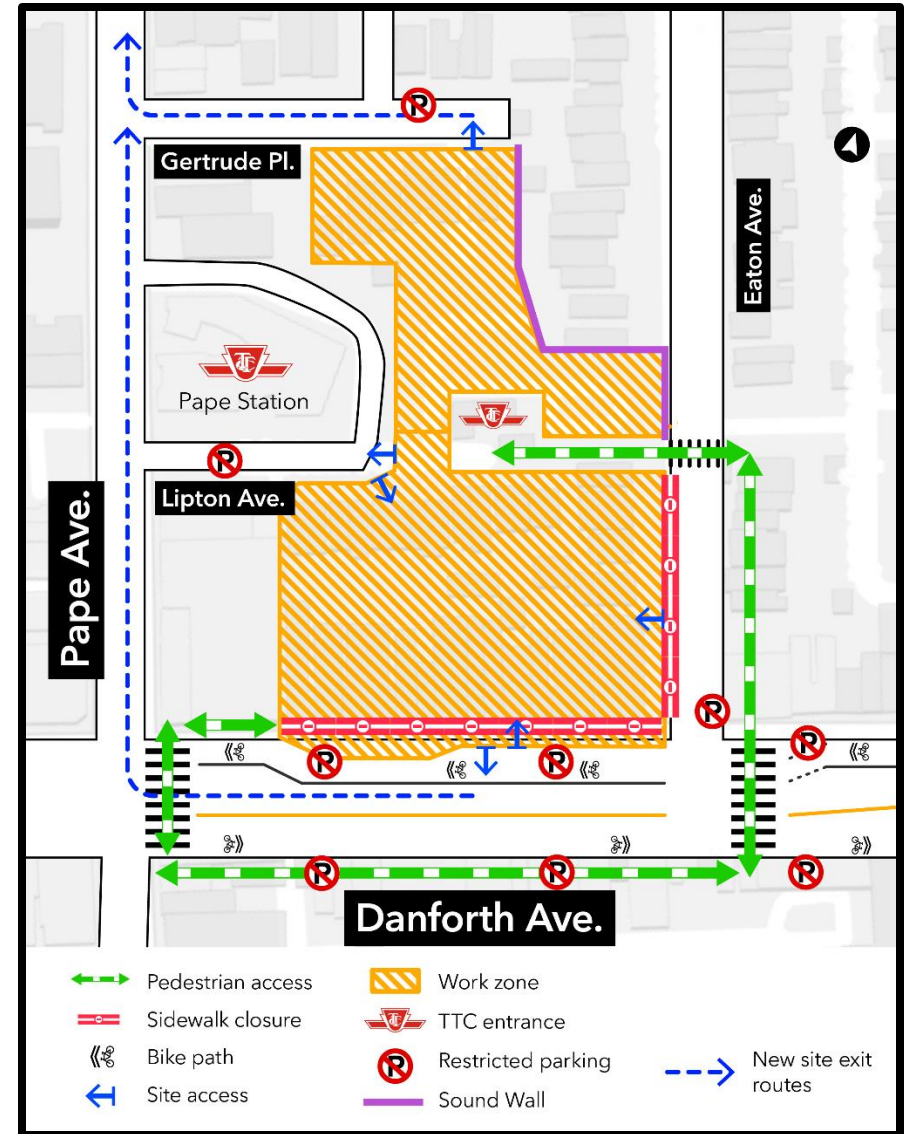 Gertrude Pl.
Eaton Ave.
Pape Station
Lipton Ave.
Pape Ave.
Danforth Ave.
Pedestrian access
Sidewalk closure
Bike path
Site access
Work zone
TTC entrance
Restricted parking
Sound Wall
New site exit
routes